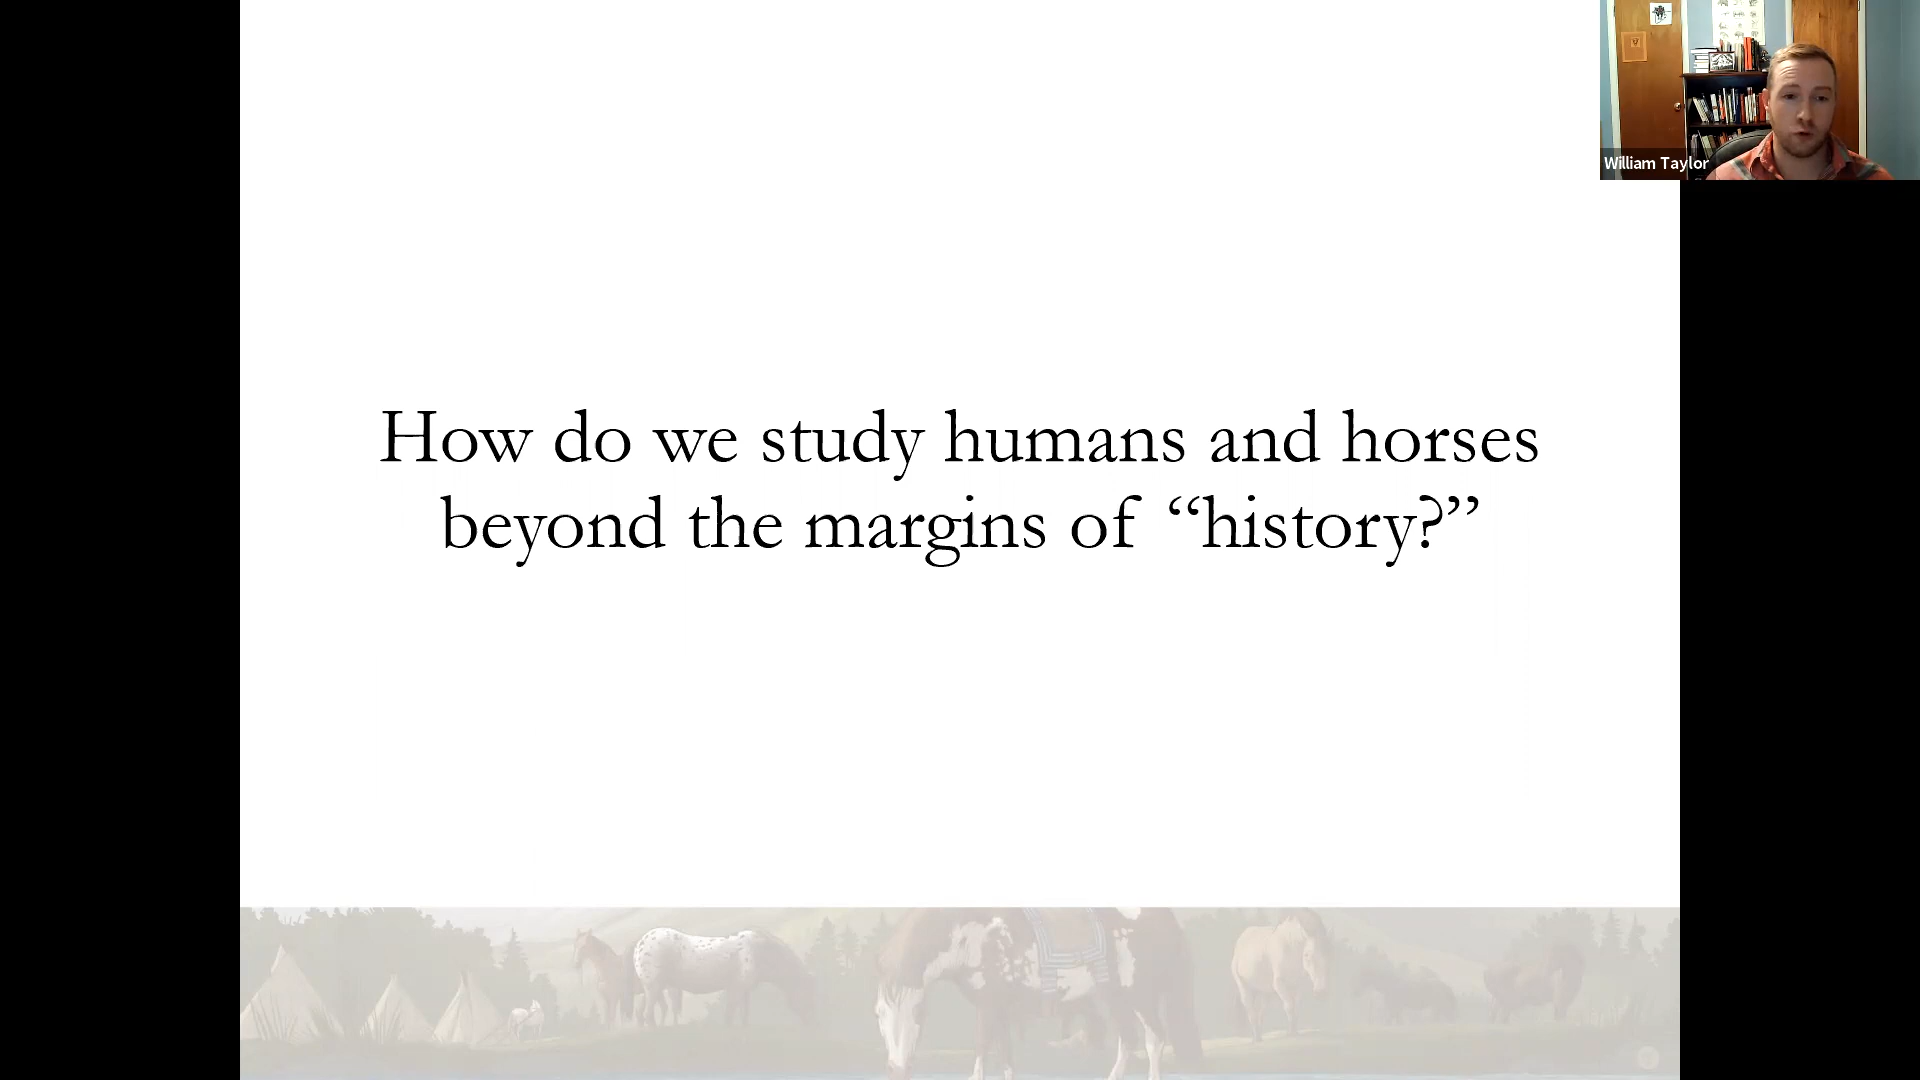 William Taylor
How do we study humans and horses
beyond the margins of “history?”